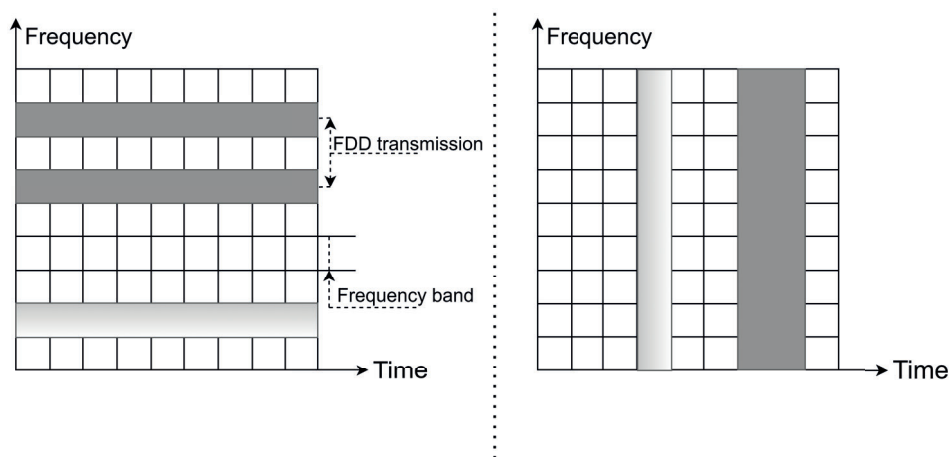 Frequency
FDD transmission
Frequency band
Time
Frequency
Time